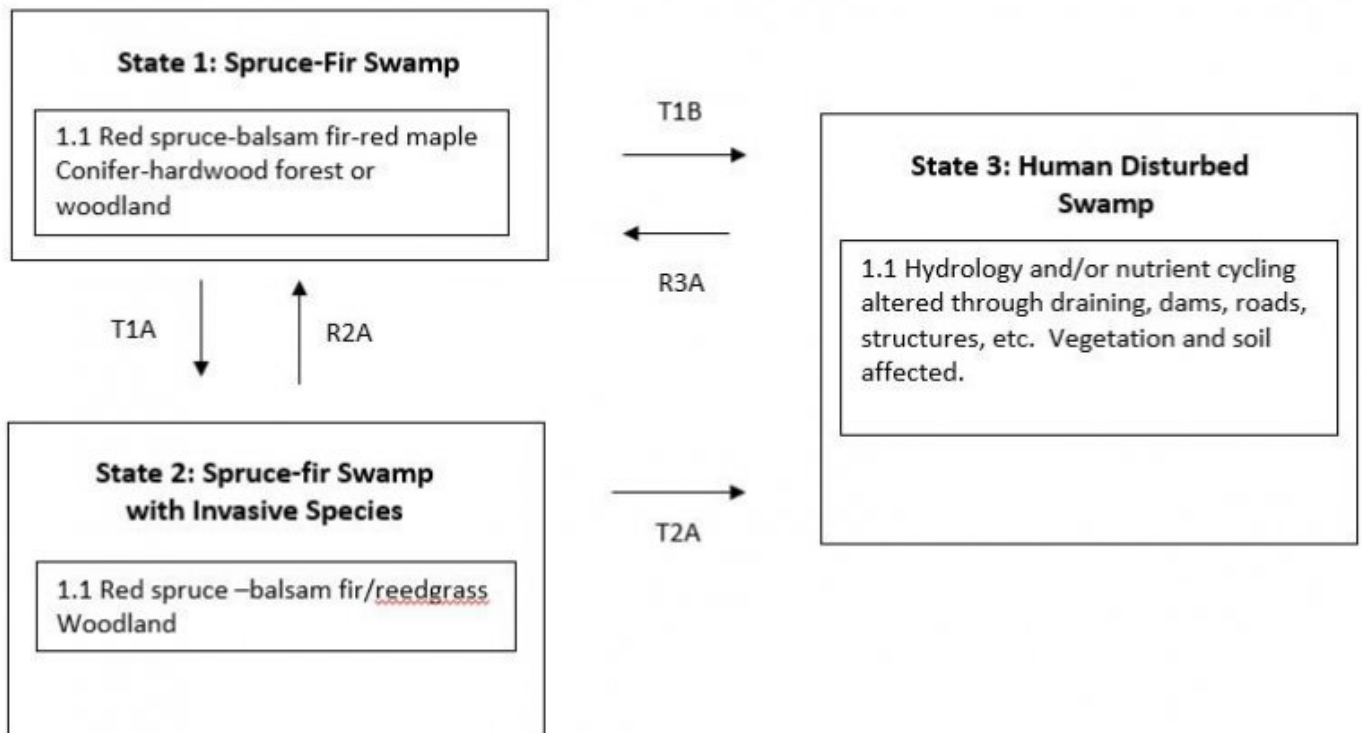 State 1: Spruce-Fir Swamp
1.1 Red spruce-balsam fir-red maple
Conifer-hardwood forest or
woodland
T1B
R3A
T1A
R2A
State 3: Human Disturbed
Swamp
1.1 Hydrology and/or nutrient cycling
altered through draining, dams, roads,
structures, etc.  Vegetation and soil
affected.
State 2: Spruce-fir Swamp
with Invasive Species
1.1 Red spruce –balsam fir/reedgrass
Woodland
T2A